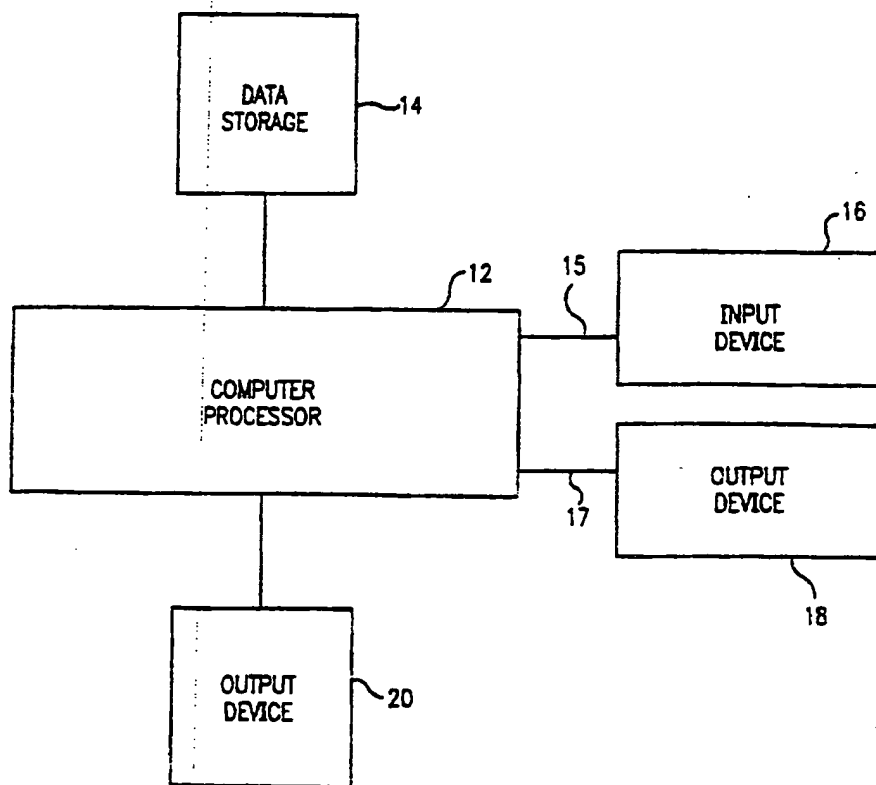 DATA
STORAGE
14
16
12
15
INPUT
DEVICE
COMPUTER
PROCESSOR
OUTPUT
DEVICE
17
18
OUTPUT
DEVICE
20